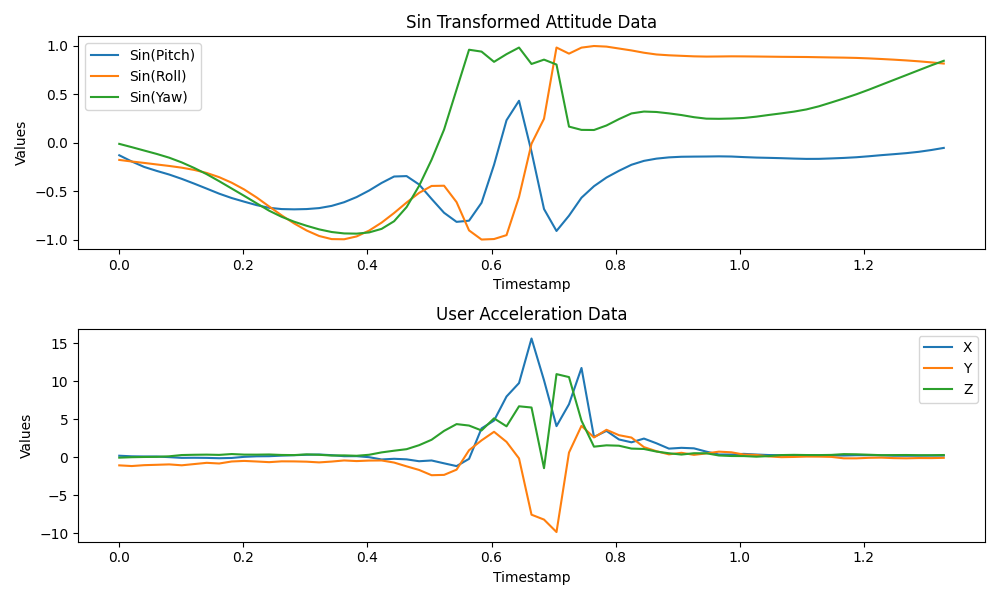 Sin Transformed Attitude Data
Values
1.0
0.5
0.0
−0.5
−1.0
Sin(Pitch)
Sin(Roll)
Sin(Yaw)
0.0 0.2 0.4 0.6 0.8 1.0 1.2
Timestamp
User Acceleration Data
Values
15
10
5
0
−5
−10
X
Y
Z
0.0 0.2 0.4 0.6 0.8 1.0 1.2
Timestamp